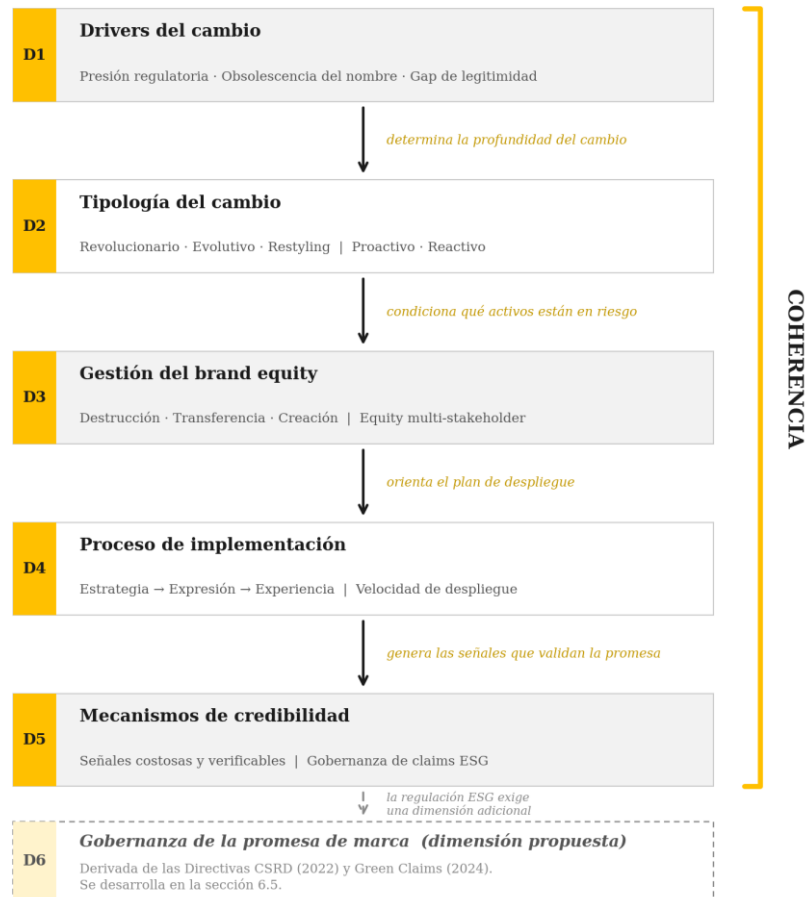 D1
Drivers del cambio
Presión regulatoria · Obsolescencia del nombre · Gap de legitimidad
determina la profundidad del cambio
D2
Tipología del cambio
Revolucionario · Evolutivo · Restyling | Proactivo · Reactivo
condiciona qué activos están en riesgo
D3
Gestión del brand equity
Destrucción · Transferencia · Creación | Equity multi-stakeholder
orienta el plan de despliegue
D4
Proceso de implementación
Estrategia → Expresión → Experiencia | Velocidad de despliegue
genera las señales que validan la promesa
D5
Mecanismos de credibilidad
Señales costosas y verificables | Gobernanza de claims ESG
la regulación ESG exige
una dimensión adicional
D6
Gobernanza de la promesa de marca (dimensión propuesta)
Derivada de las Directivas CSRD (2022) y Green Claims (2024).
Se desarrolla en la sección 6.5.
COHERENCIA